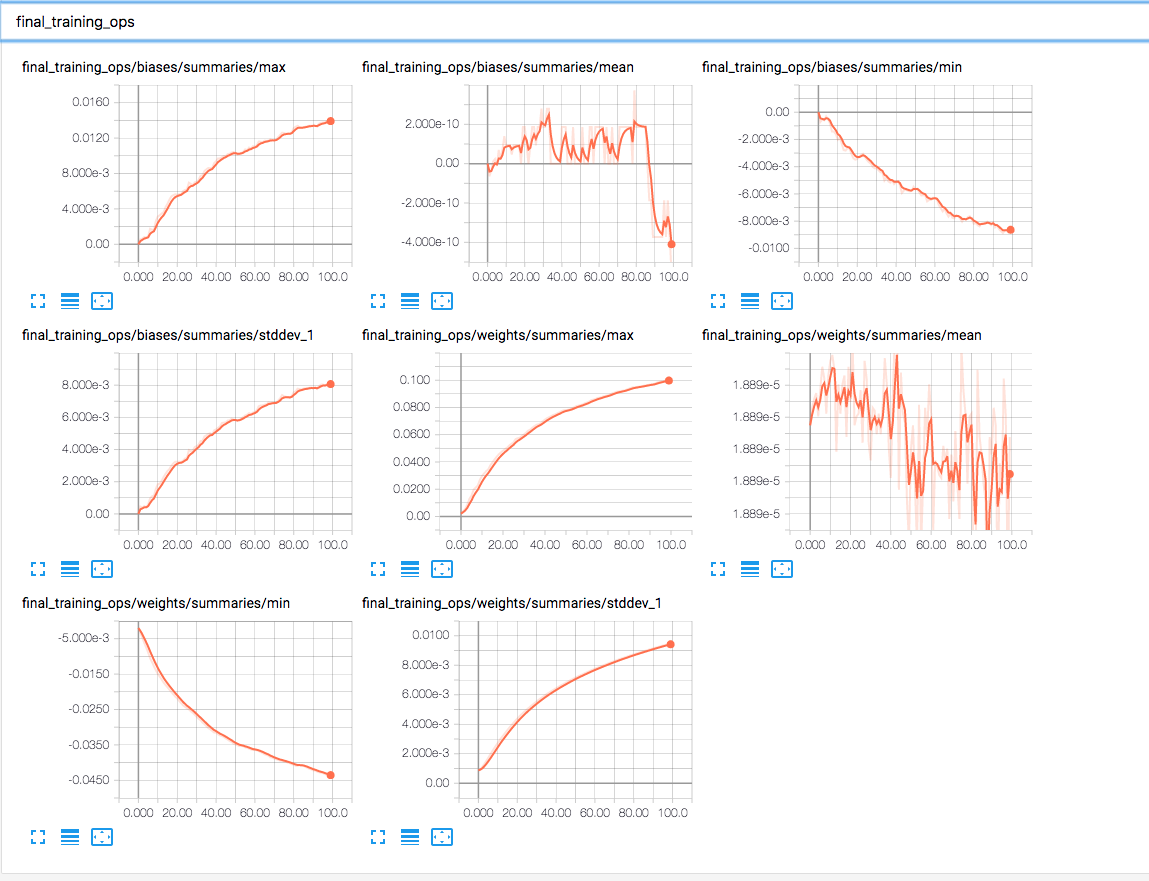 final_training_ops
final_training_ops/biases/summaries/max
0.0160
0.0120
8.000e-3
4.000e-3
0.00
0.000 20.00 40.00 60.00 80.00 100.0
final_training_ops/biases/summaries/mean
2.000e-10
0.00
-2.000e-10
-4.000e-10
0.000 20.00 40.00 60.00 80.00 100.0
final_training_ops/biases/summaries/min
0.00
-2.000e-3
-4.000e-3
-6.000e-3
-8.000e-3
-0.0100
0.000 20.00 40.00 60.00 80.00 100.0
final_training_ops/biases/summaries/stddev_1
8.000e-3
6.000e-3
4.000e-3
2.000e-3
0.00
0.000 20.00 40.00 60.00 80.00 100.0
final_training_ops/weights/summaries/max
0.100
0.0800
0.0600
0.0400
0.0200
0.00
0.000 20.00 40.00 60.00 80.00 100.0
final_training_ops/weights/summaries/mean
1.889e-5
1.889e-5
1.889e-5
1.889e-5
1.889e-5
0.000 20.00 40.00 60.00 80.00 100.0
final_training_ops/weights/summaries/min
-5.000e-3
-0.0150
-0.0250
-0.0350
-0.0450
0.000 20.00 40.00 60.00 80.00 100.0
final_training_ops/weights/summaries/stddev_1
0.0100
8.000e-3
6.000e-3
4.000e-3
2.000e-3
0.00
0.000 20.00 40.00 60.00 80.00 100.0